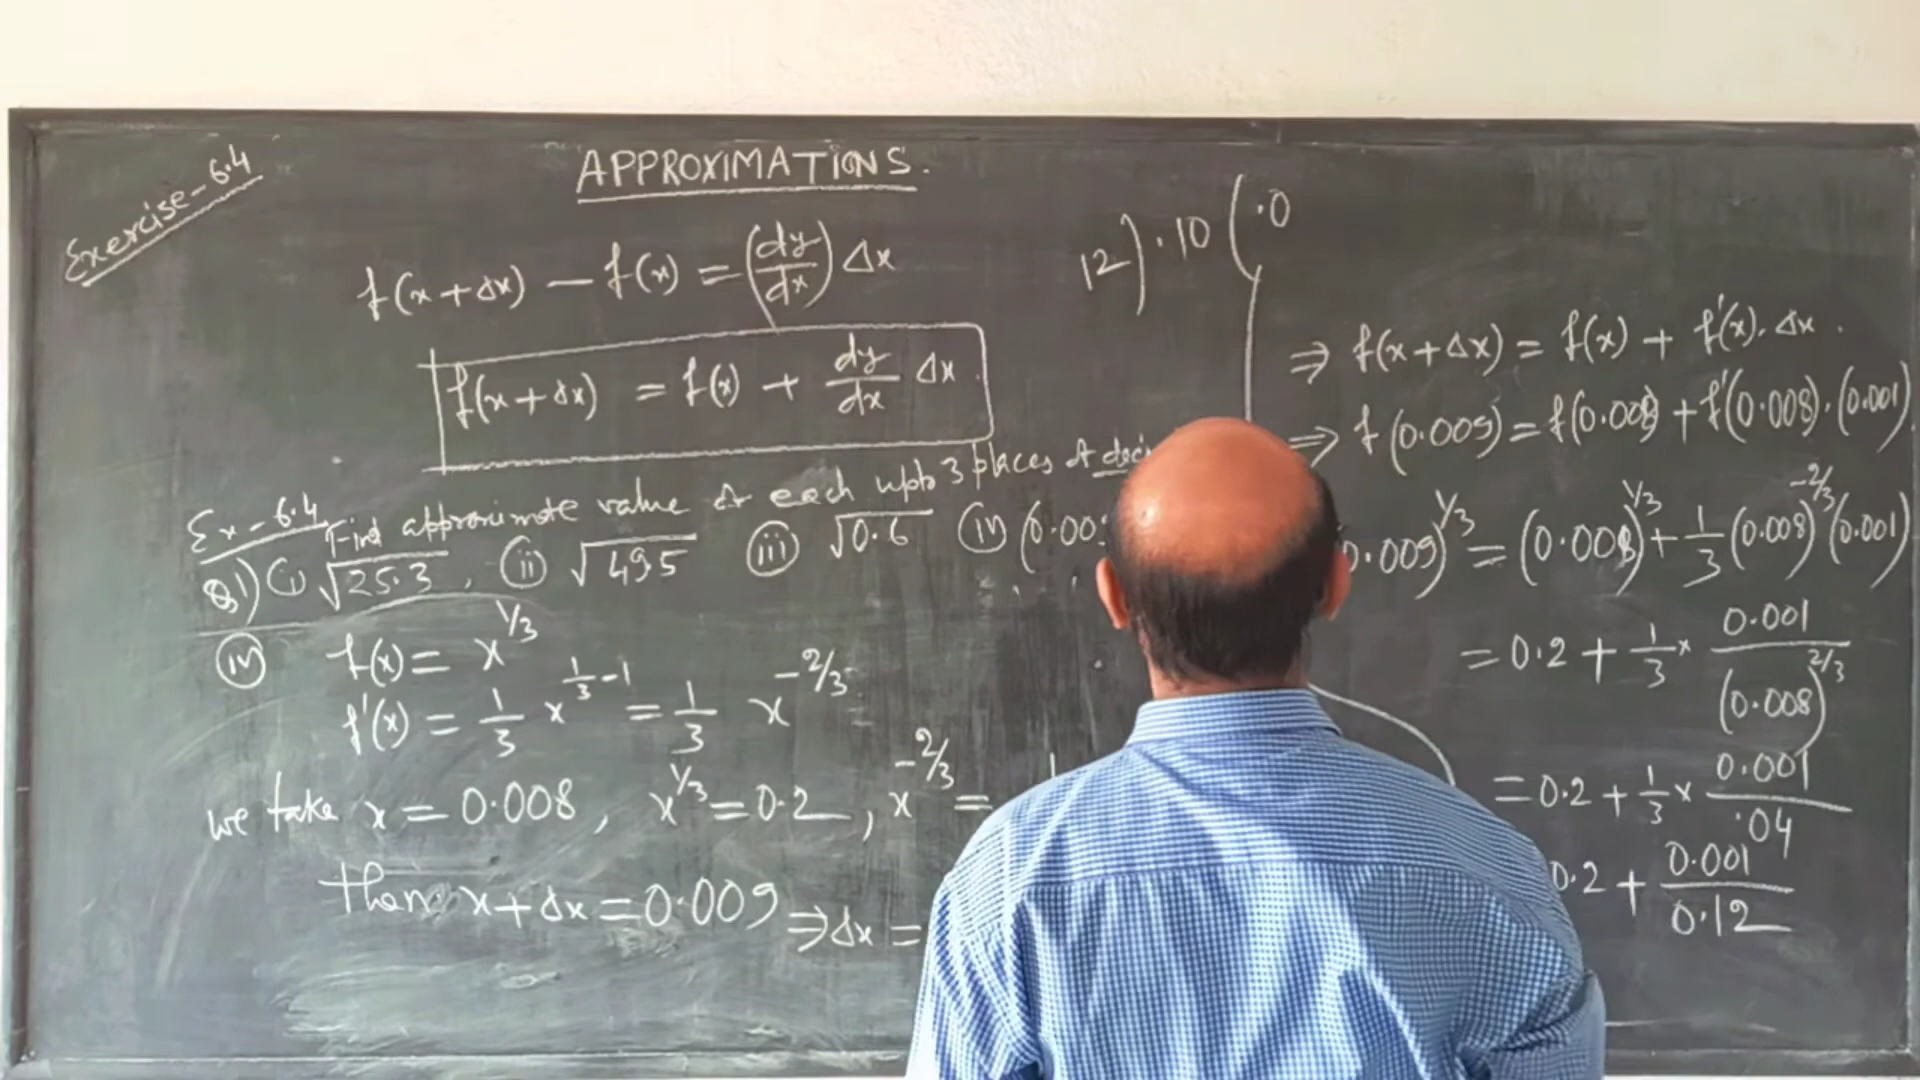 Exercise-6.4
APPROXIMATIONS.
f(x+Δx) − f(x) = (dy/dx) Δx
f(x+Δx) = f(x) + dy/dx Δx
Ex-6.4 Find approximate value of each upto 3 places of deci
Q1) (i) √25.3, (ii) √49.5 (iii) √0.6 (iv) (0.009
(iv) f(x) = x^1/3
f'(x) = 1/3 x^(1/3-1) = 1/3 x^-2/3
we take x = 0.008, x^1/3 = 0.2, x^-2/3 =
then x+Δx = 0.009 ⇒ Δx =
12).10(.0
⇒ f(x+Δx) = f(x) + f'(x).Δx.
⇒ f(0.009) = f(0.008) + f'(0.008).(0.001)
0.009)^1/3 = (0.008)^1/3 + 1/3 (0.008)^-2/3 (0.001)
= 0.2 + 1/3 × 0.001/(0.008)^2/3
= 0.2 + 1/3 × 0.001/.04
0.2 + 0.001/0.12